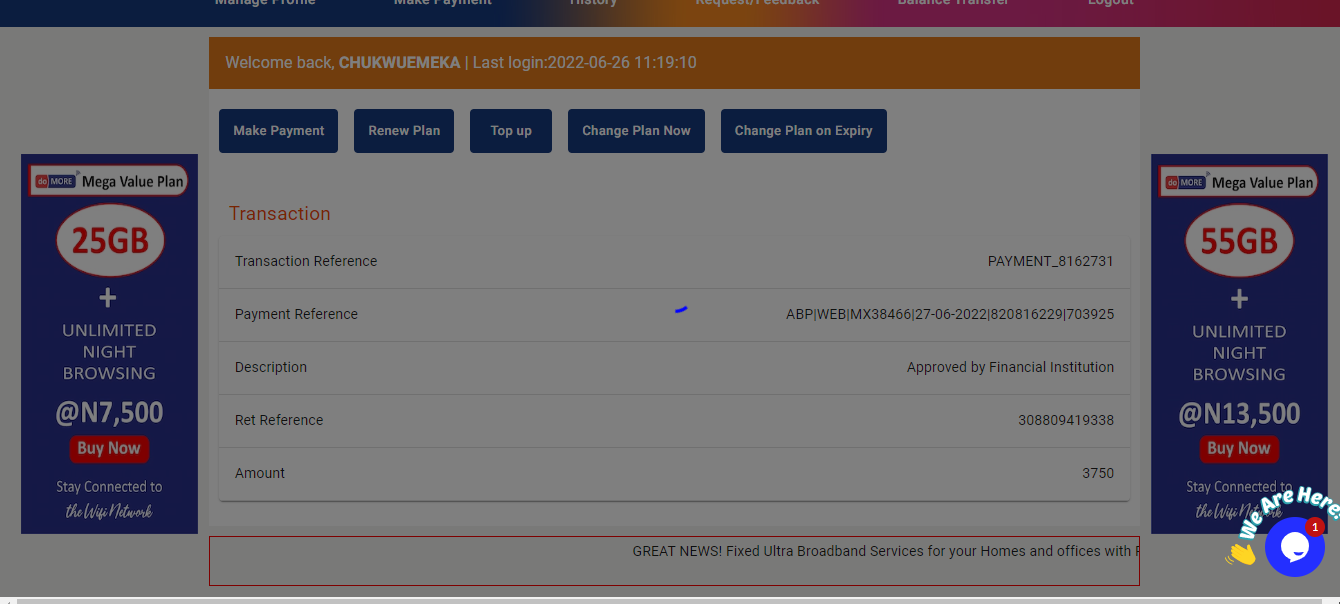 Manage Profile Make Payment History Request/Feedback Balance Transfer Logout
Welcome back, CHUKWUEMEKA | Last login:2022-06-26 11:19:10
Make Payment Renew Plan Top up Change Plan Now Change Plan on Expiry
do MORE Mega Value Plan
25GB
+
UNLIMITED
NIGHT
BROWSING
@N7,500
Buy Now
Stay Connected to
the Wifi Network
Transaction
Transaction Reference PAYMENT_8162731
Payment Reference ABP|WEB|MX38466|27-06-2022|820816229|703925
Description Approved by Financial Institution
Ret Reference 308809419338
Amount 3750
GREAT NEWS! Fixed Ultra Broadband Services for your Homes and offices with
do MORE Mega Value Plan
55GB
+
UNLIMITED
NIGHT
BROWSING
@N13,500
Buy Now
Stay Connected to
the Wifi
We Are Here!
1